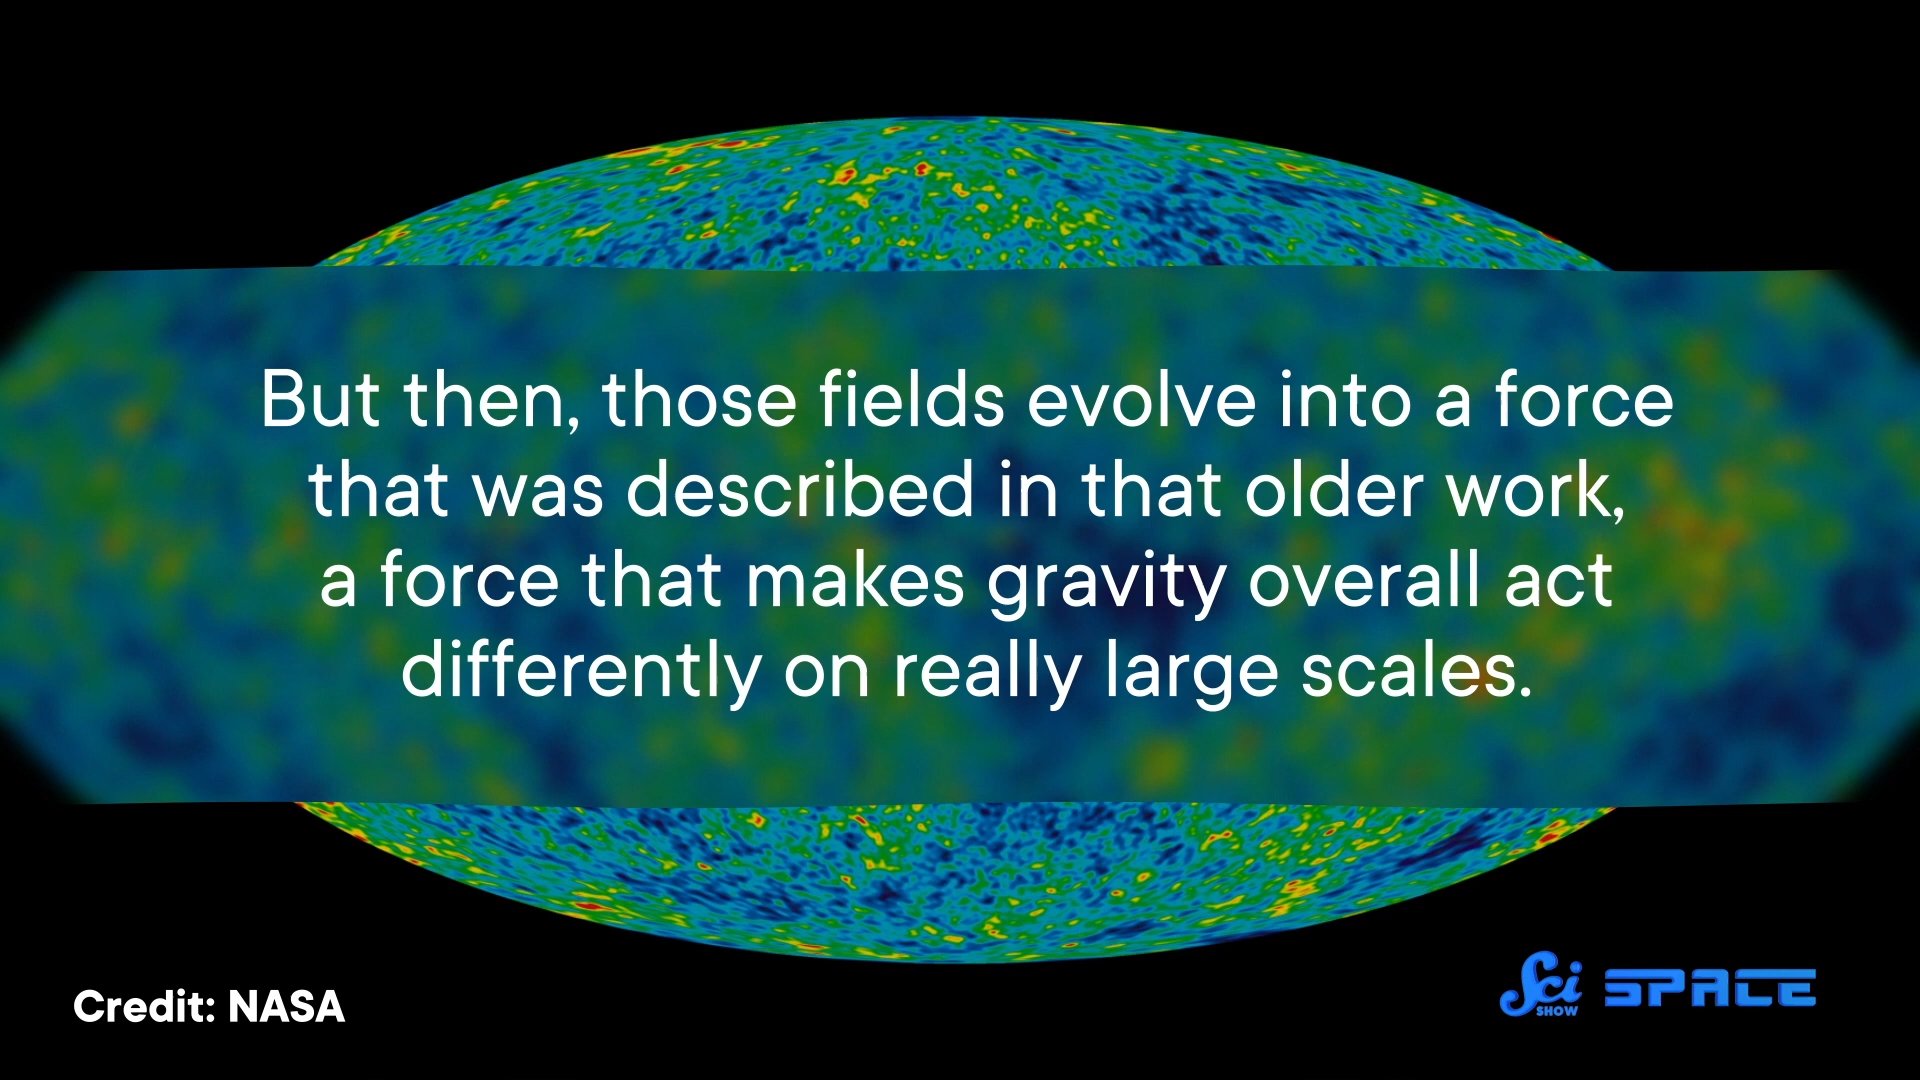 But then, those fields evolve into a force
that was described in that older work,
a force that makes gravity overall act
differently on really large scales.
Credit: NASA
Sci SHOW SPACE